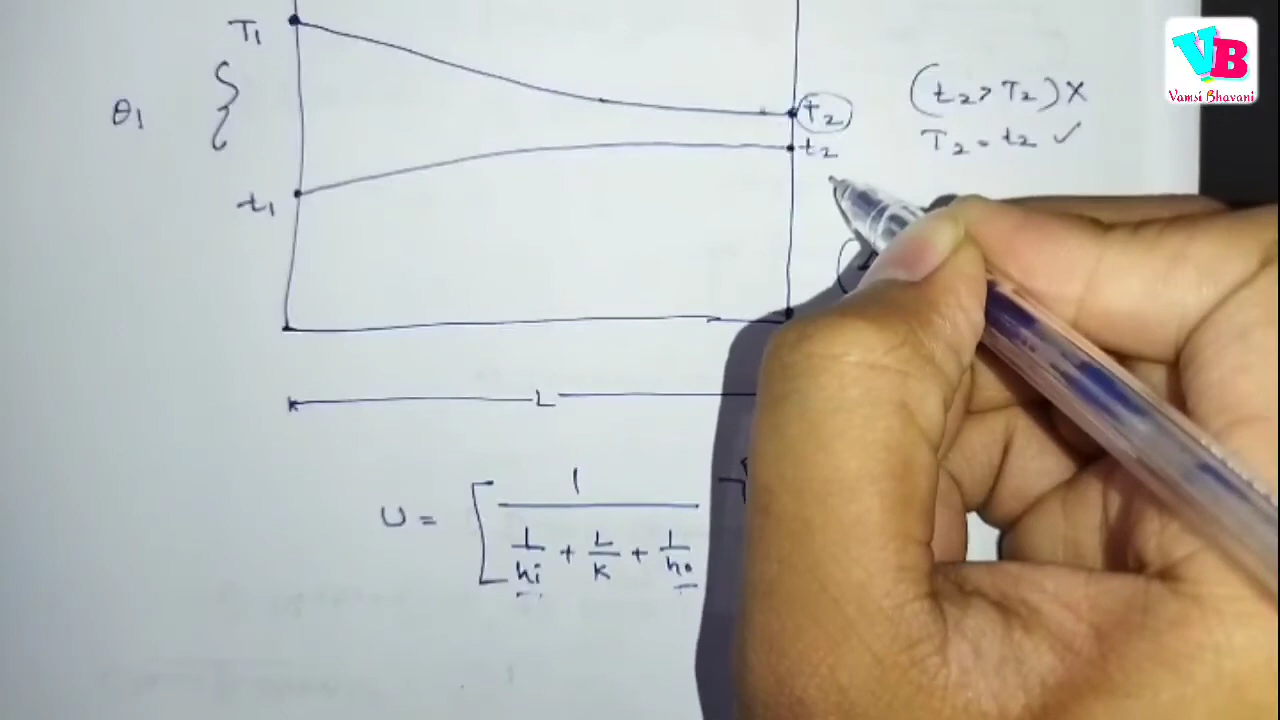 T1
θ1
t1
T2
t2
(t2 > T2) X
T2 = t2 ✓
L
U = [ 1
1/hi + L/K + 1/ho
VB
Vamsi Bhavani